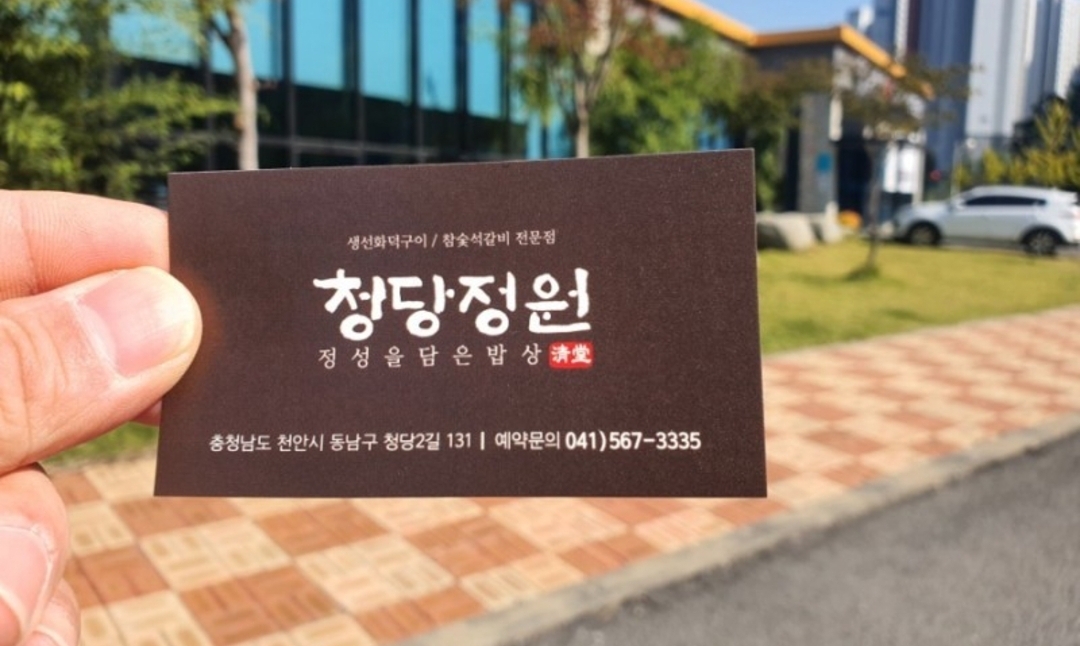 생선화덕구이 / 참숯석갈비 전문점
청당정원
정성을담은밥상 淸堂
충청남도 천안시 동남구 청당2길 131 | 예약문의 041)567-3335